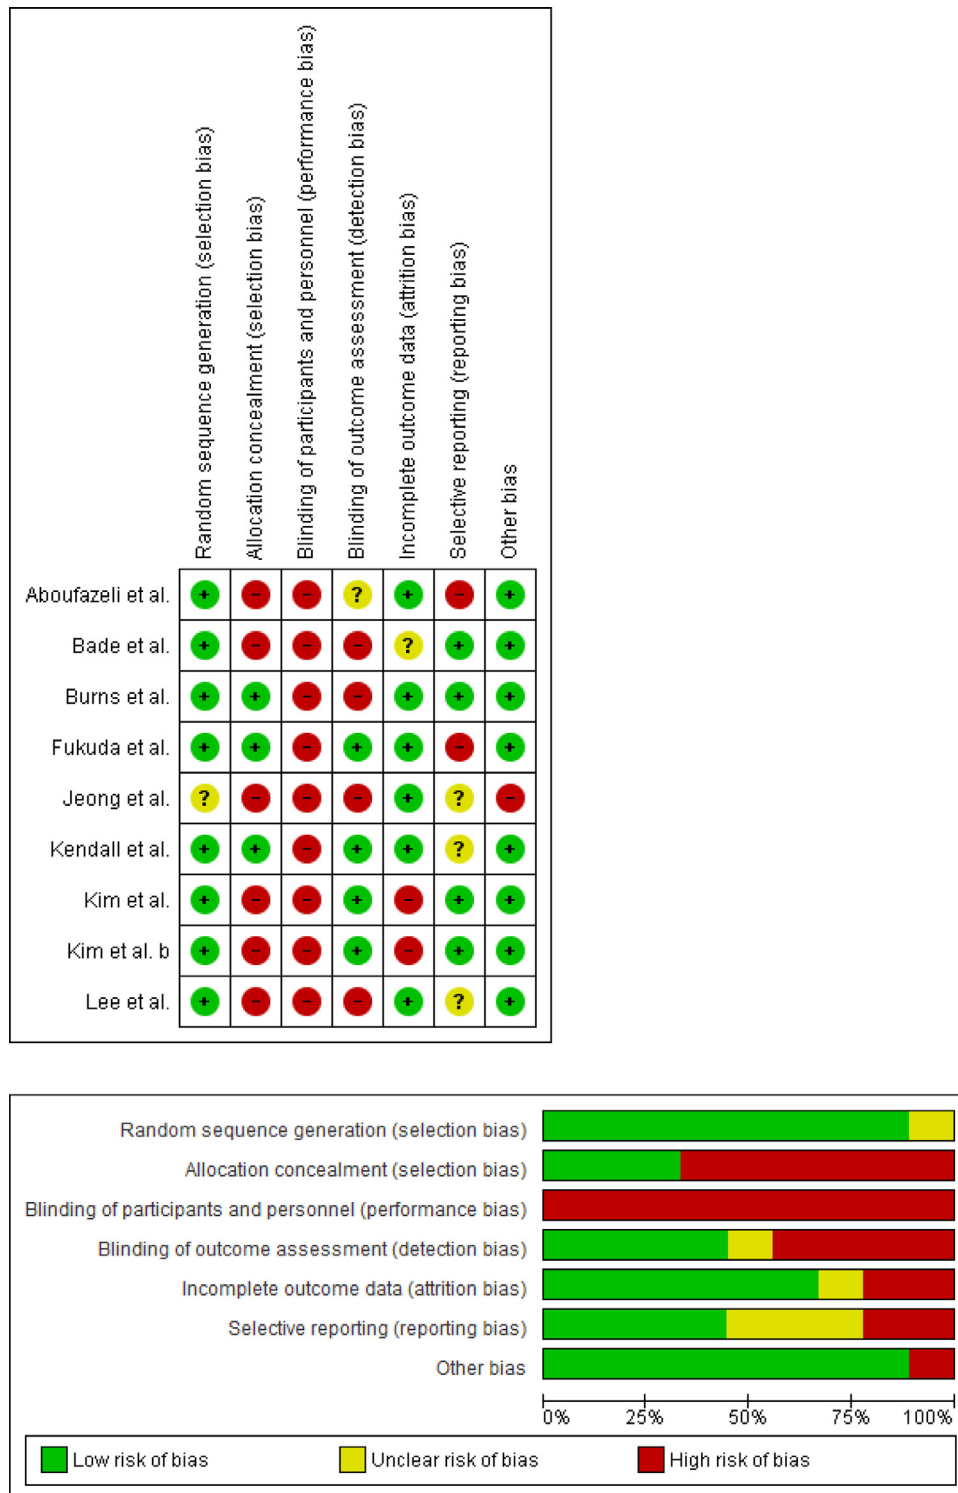 Random sequence generation (selection bias)
Allocation concealment (selection bias)
Blinding of participants and personnel (performance bias)
Blinding of outcome assessment (detection bias)
Incomplete outcome data (attrition bias)
Selective reporting (reporting bias)
Other bias
Aboufazeli et al. + - - ? + - +
Bade et al. + - - - ? + +
Burns et al. + + - - + + +
Fukuda et al. + + - + + - +
Jeong et al. ? - - - + ? -
Kendall et al. + + - + + ? +
Kim et al. + - - + - + +
Kim et al. b + - - + - + +
Lee et al. + - - - + ? +
Random sequence generation (selection bias)
Allocation concealment (selection bias)
Blinding of participants and personnel (performance bias)
Blinding of outcome assessment (detection bias)
Incomplete outcome data (attrition bias)
Selective reporting (reporting bias)
Other bias
0% 25% 50% 75% 100%
Low risk of bias Unclear risk of bias High risk of bias